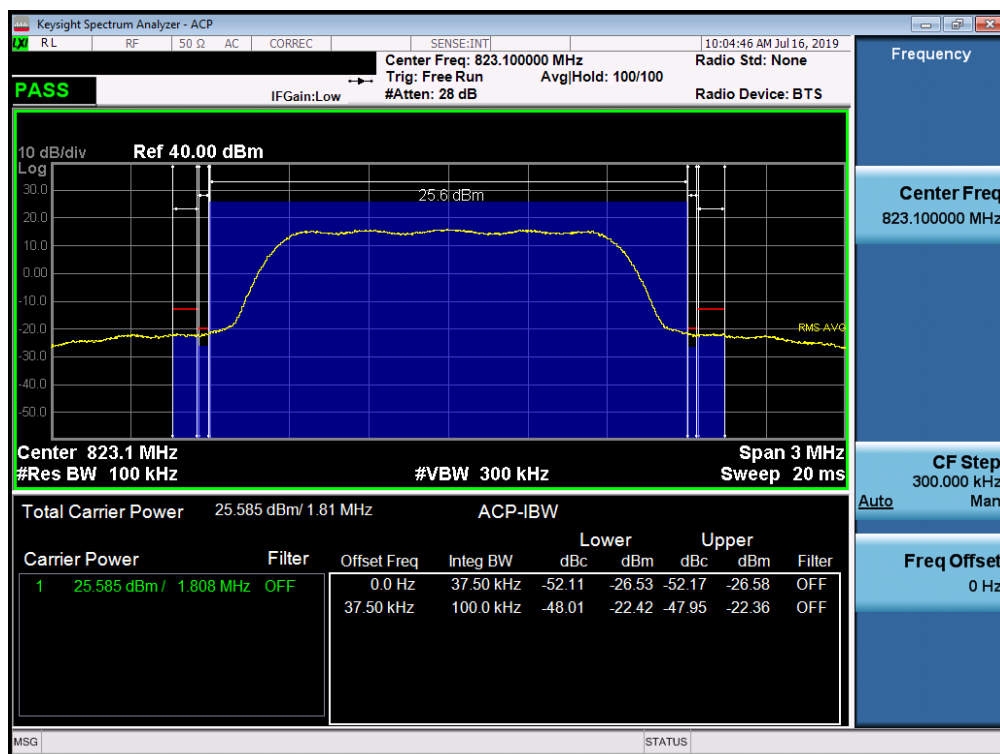 Keysight Spectrum Analyzer - ACP
LXI RL RF 50 Ω AC CORREC SENSE:INT 10:04:46 AM Jul 16, 2019
Center Freq: 823.100000 MHz Radio Std: None
Trig: Free Run Avg|Hold: 100/100
PASS IFGain:Low #Atten: 28 dB Radio Device: BTS
10 dB/div Ref 40.00 dBm
Log
30.0
25.6 dBm
20.0
10.0
0.00
-10.0
-20.0
RMS AVG
-30.0
-40.0
-50.0
Center 823.1 MHz Span 3 MHz
#Res BW 100 kHz #VBW 300 kHz Sweep 20 ms
Total Carrier Power 25.585 dBm/ 1.81 MHz ACP-IBW
Lower Upper
Carrier Power Filter Offset Freq Integ BW dBc dBm dBc dBm Filter
1 25.585 dBm / 1.808 MHz OFF 0.0 Hz 37.50 kHz -52.11 -26.53 -52.17 -26.58 OFF
37.50 kHz 100.0 kHz -48.01 -22.42 -47.95 -22.36 OFF
MSG STATUS
Frequency
Center Freq
823.100000 MHz
CF Step
300.000 kHz
Auto Man
Freq Offset
0 Hz